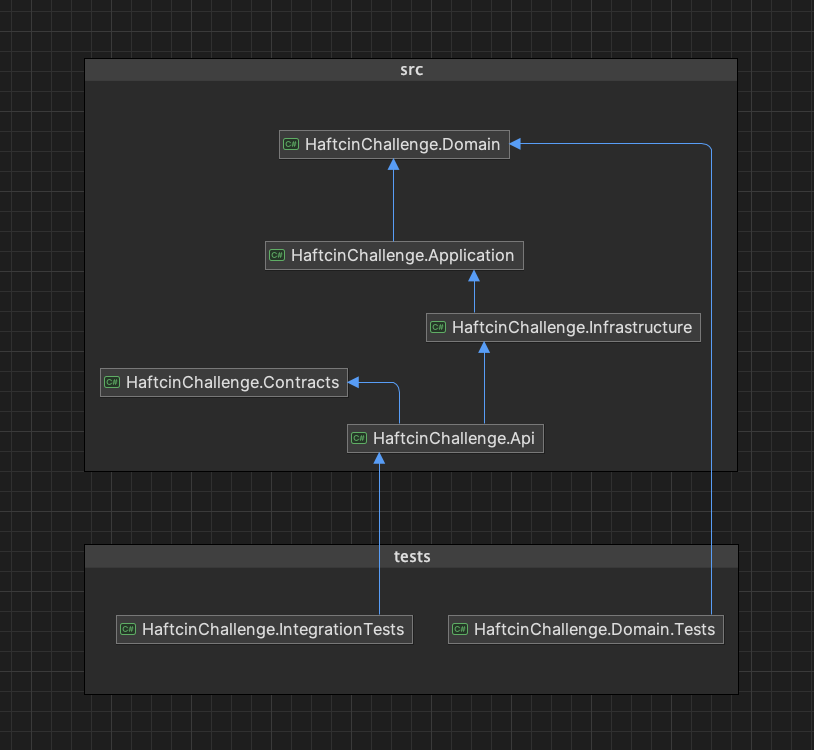 src
C# HaftcinChallenge.Domain
C# HaftcinChallenge.Application
C# HaftcinChallenge.Infrastructure
C# HaftcinChallenge.Contracts
C# HaftcinChallenge.Api
tests
C# HaftcinChallenge.IntegrationTests
C# HaftcinChallenge.Domain.Tests